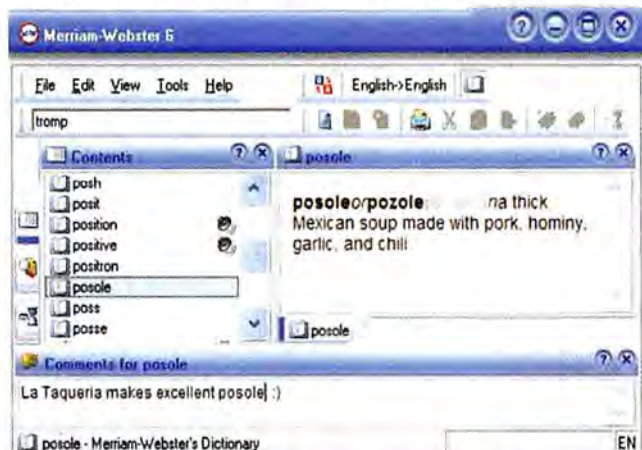 Merriam-Webster 6
File Edit View Tools Help
English->English
tromp
Contents
posh
posit
position
positive
positron
posole
poss
posse
posole
posoleorpozole na thick
Mexican soup made with pork, hominy,
garlic, and chili
posole
Comments for posole
La Taqueria makes excellent posole :)
posole - Merriam-Webster's Dictionary
EN